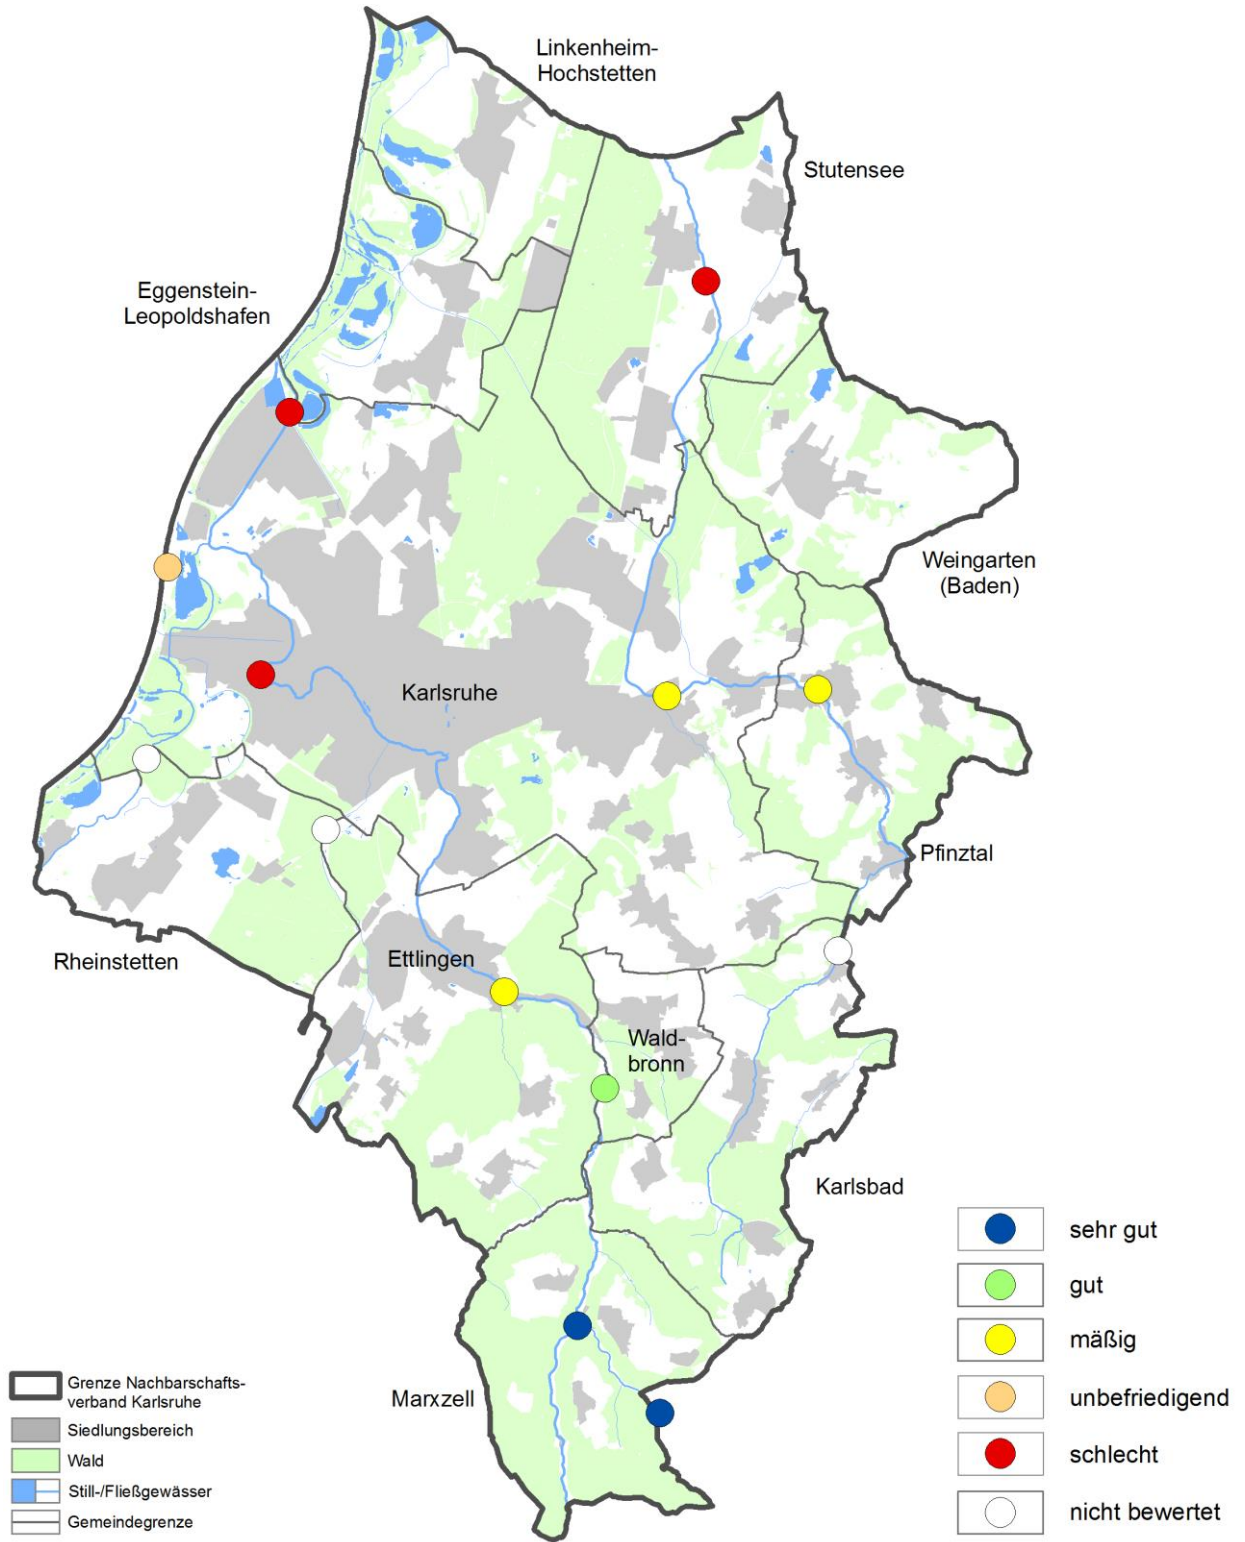 Linkenheim-
Hochstetten
Stutensee
Eggenstein-
Leopoldshafen
Weingarten
(Baden)
Karlsruhe
Pfinztal
Rheinstetten
Ettlingen
Wald-
bronn
Karlsbad
Marxzell
sehr gut
gut
mäßig
unbefriedigend
schlecht
nicht bewertet
Grenze Nachbarschafts-
verband Karlsruhe
Siedlungsbereich
Wald
Still-/Fließgewässer
Gemeindegrenze